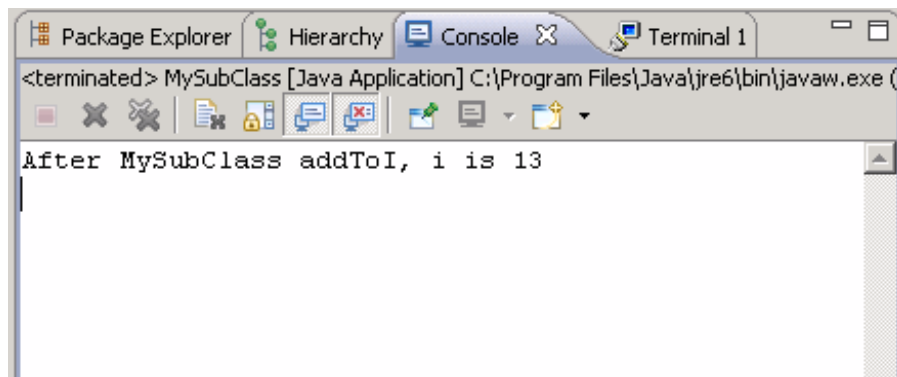 Package Explorer Hierarchy Console Terminal 1
<terminated> MySubClass [Java Application] C:\Program Files\Java\jre6\bin\javaw.exe (
After MySubClass addToI, i is 13